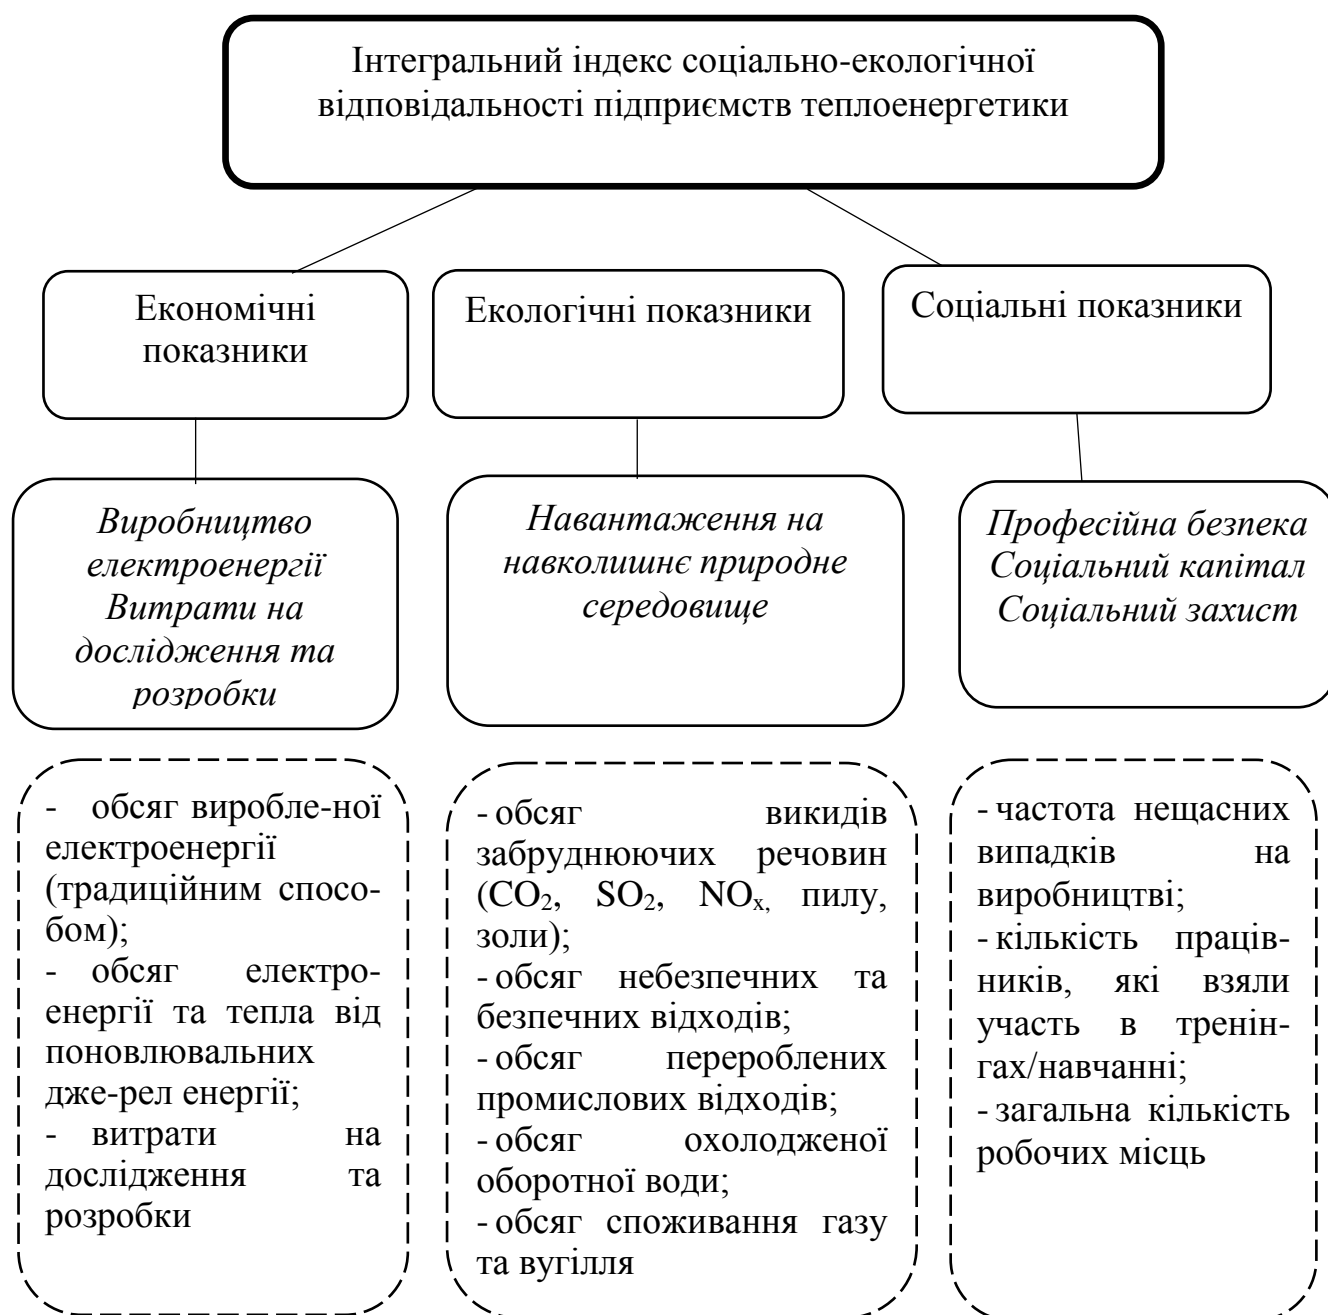 Інтегральний індекс соціально-екологічної
відповідальності підприємств теплоенергетики
Економічні
показники
Екологічні показники
Соціальні показники
Виробництво
електроенергії
Витрати на
дослідження та
розробки
Навантаження на
навколишнє природне
середовище
Професійна безпека
Соціальний капітал
Соціальний захист
- обсяг виробле-ної
електроенергії
(традиційним спосо-
бом);
- обсяг електро-
енергії та тепла від
поновлювальних
дже-рел енергії;
- витрати на
дослідження та
розробки
- обсяг викидів
забруднюючих речовин
(CO₂, SO₂, NOₓ, пилу,
золи);
- обсяг небезпечних та
безпечних відходів;
- обсяг перероблених
промислових відходів;
- обсяг охолодженої
оборотної води;
- обсяг споживання газу
та вугілля
- частота нещасних
випадків на
виробництві;
- кількість праців-
ників, які взяли
участь в тренін-
гах/навчанні;
- загальна кількість
робочих місць